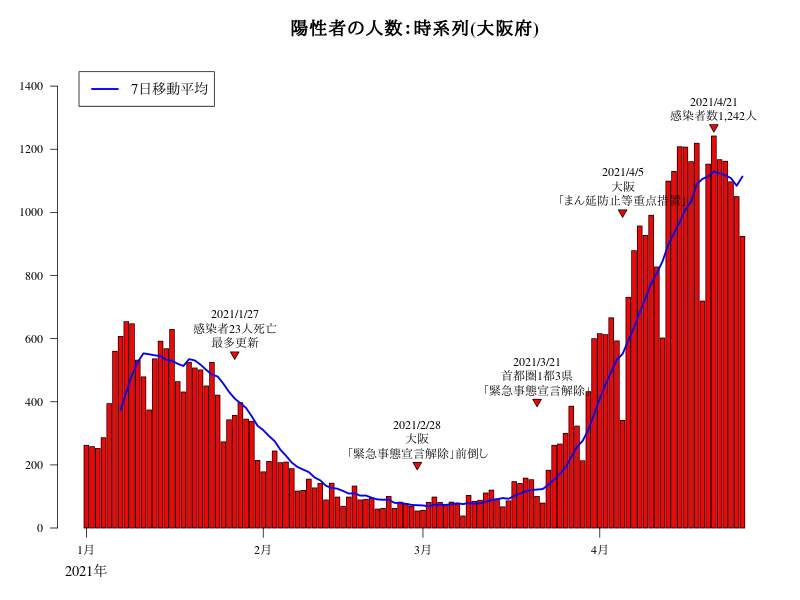 陽性者の人数:時系列(大阪府)
7日移動平均
1400
1200
1000
800
600
400
200
0
2021/1/27
感染者23人死亡
最多更新
2021/2/28
大阪
「緊急事態宣言解除」前倒し
2021/3/21
首都圏1都3県
「緊急事態宣言解除」
2021/4/5
大阪
「まん延防止等重点措置」
2021/4/21
感染者数1,242人
1月
2月
3月
4月
2021年